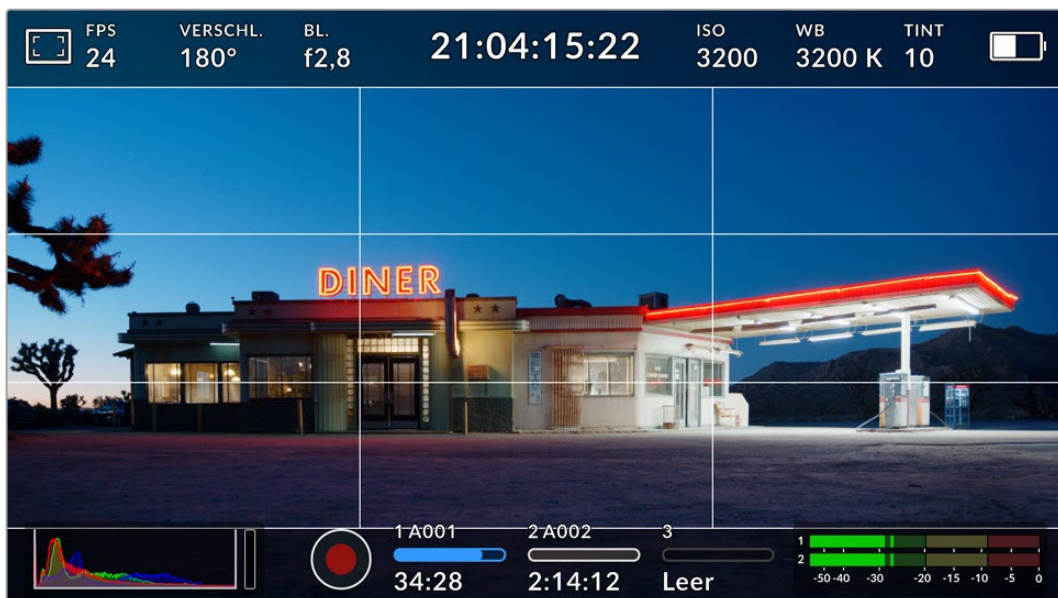 FPS VERSCHL. BL. 21:04:15:22 ISO WB TINT
24 180° f2,8 3200 3200 K 10
DINER
1 A001 2 A002 3
34:28 2:14:12 Leer
1
2
-50 -40 -30 -20 -15 -10 -5 0